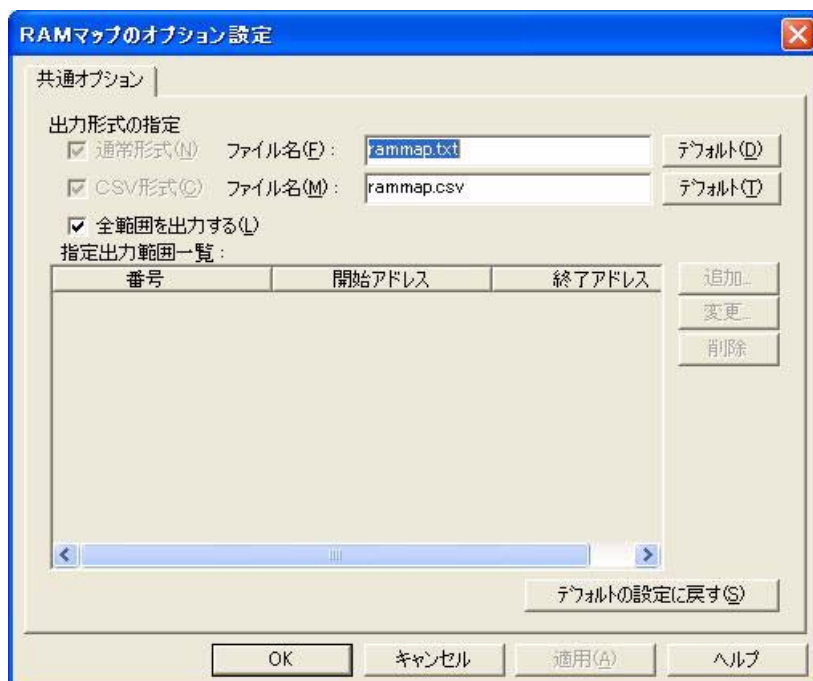 RAMマップのオプション設定
共通オプション
出力形式の指定
通常形式(N) ファイル名(F): rammap.txt デフォルト(D)
CSV形式(C) ファイル名(M): rammap.csv デフォルト(T)
全範囲を出力する(L)
指定出力範囲一覧:
番号 開始アドレス 終了アドレス
追加...
変更...
削除
デフォルトの設定に戻す(S)
OK キャンセル 適用(A) ヘルプ